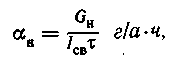 αн = Gн / Iсвτ г/а·ч,